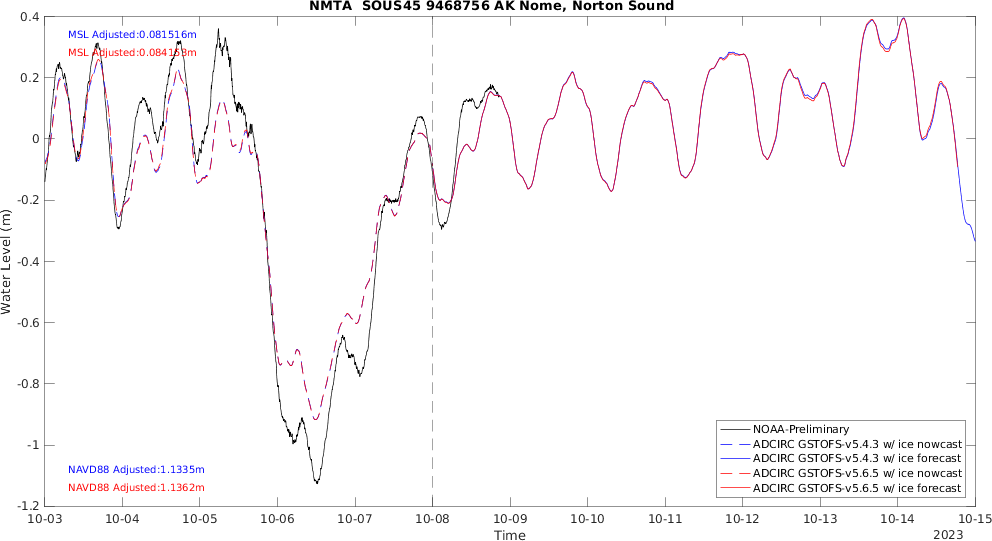 NMTA SOUS45 9468756 AK Nome, Norton Sound
MSL Adjusted:0.081516m
MSL Adjusted:0.084153m
0.4
0.2
0
-0.2
-0.4
-0.6
-0.8
-1
-1.2
Water Level (m)
NAVD88 Adjusted:1.1335m
NAVD88 Adjusted:1.1362m
NOAA-Preliminary
ADCIRC GSTOFS-v5.4.3 w/ ice nowcast
ADCIRC GSTOFS-v5.4.3 w/ ice forecast
ADCIRC GSTOFS-v5.6.5 w/ ice nowcast
ADCIRC GSTOFS-v5.6.5 w/ ice forecast
10-03 10-04 10-05 10-06 10-07 10-08 10-09 10-10 10-11 10-12 10-13 10-14 10-15
Time
2023